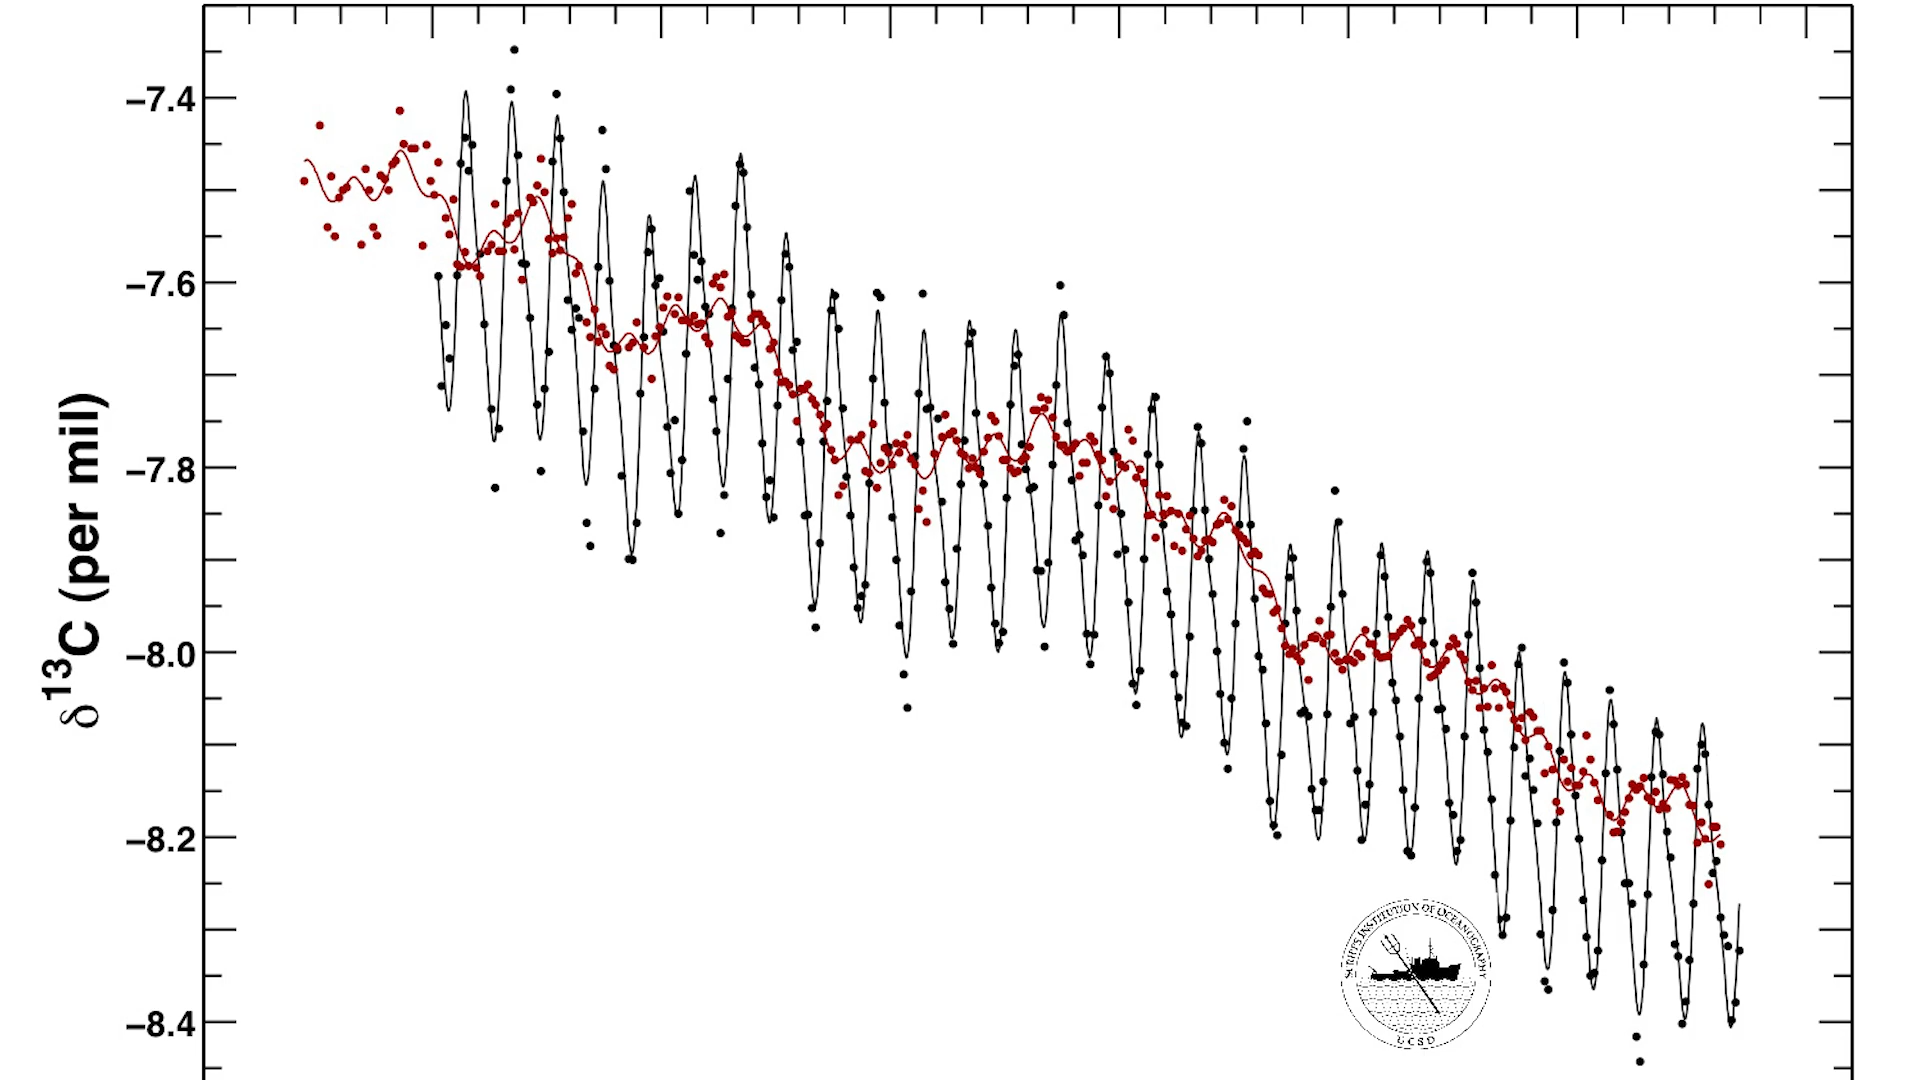 −7.4
−7.6
−7.8
−8.0
−8.2
−8.4
δ¹³C (per mil)
SCRIPPS INSTITUTION OF OCEANOGRAPHY
UCSD